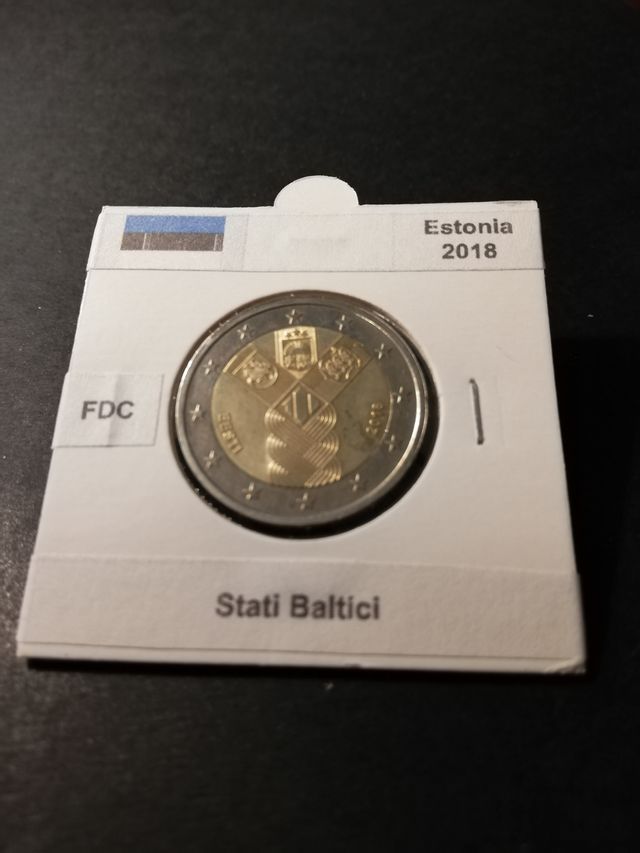 Estonia
2018
FDC
EESTI
2018
Stati Baltici